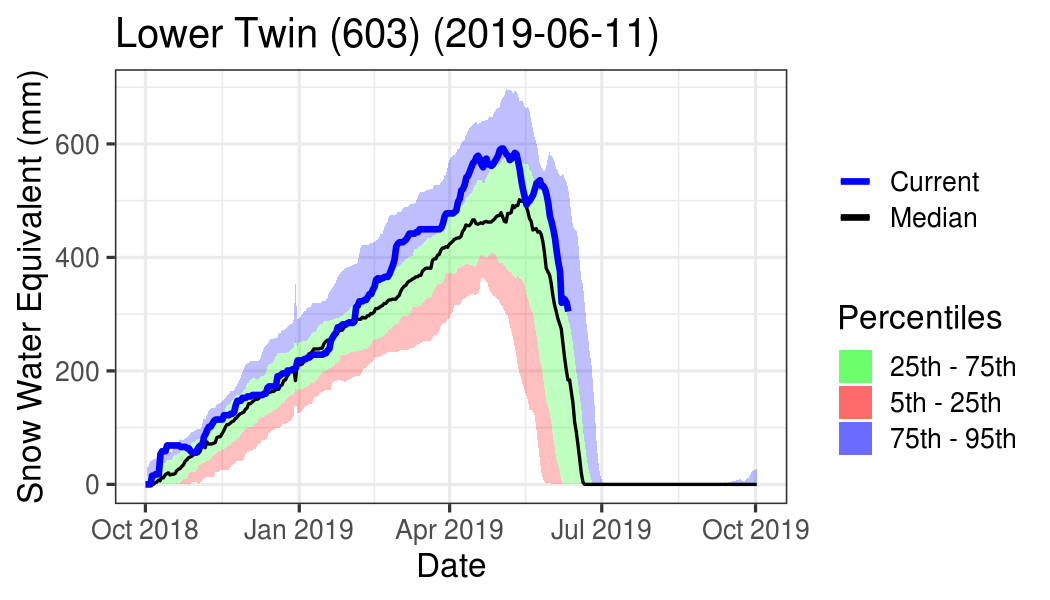 Lower Twin (603) (2019-06-11)
Snow Water Equivalent (mm)
600
400
200
0
Oct 2018
Jan 2019
Apr 2019
Jul 2019
Oct 2019
Date
Current
Median
Percentiles
25th - 75th
5th - 25th
75th - 95th